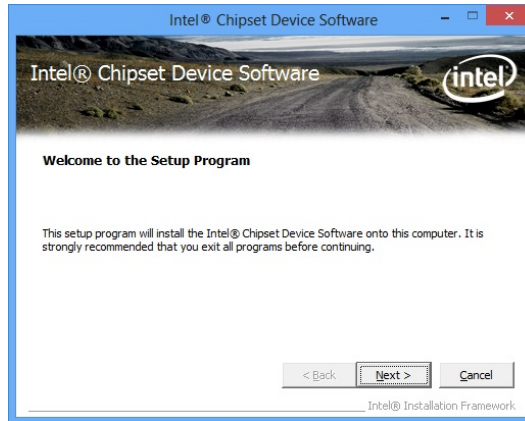 Intel® Chipset Device Software
Intel® Chipset Device Software
intel
Welcome to the Setup Program
This setup program will install the Intel® Chipset Device Software onto this computer. It is
strongly recommended that you exit all programs before continuing.
< Back Next > Cancel
Intel® Installation Framework